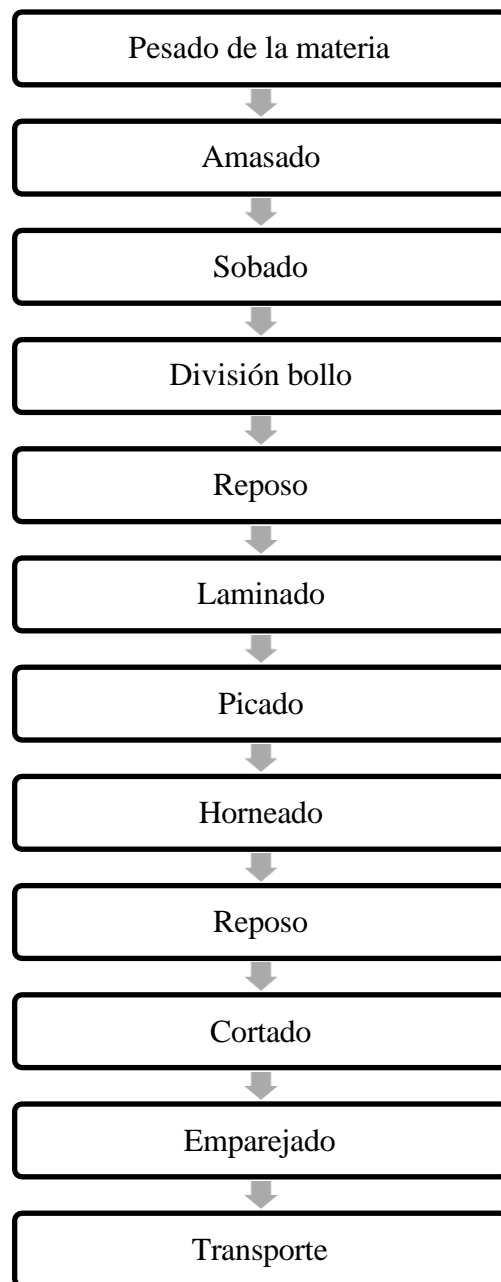 Pesado de la materia
Amasado
Sobado
División bollo
Reposo
Laminado
Picado
Horneado
Reposo
Cortado
Emparejado
Transporte